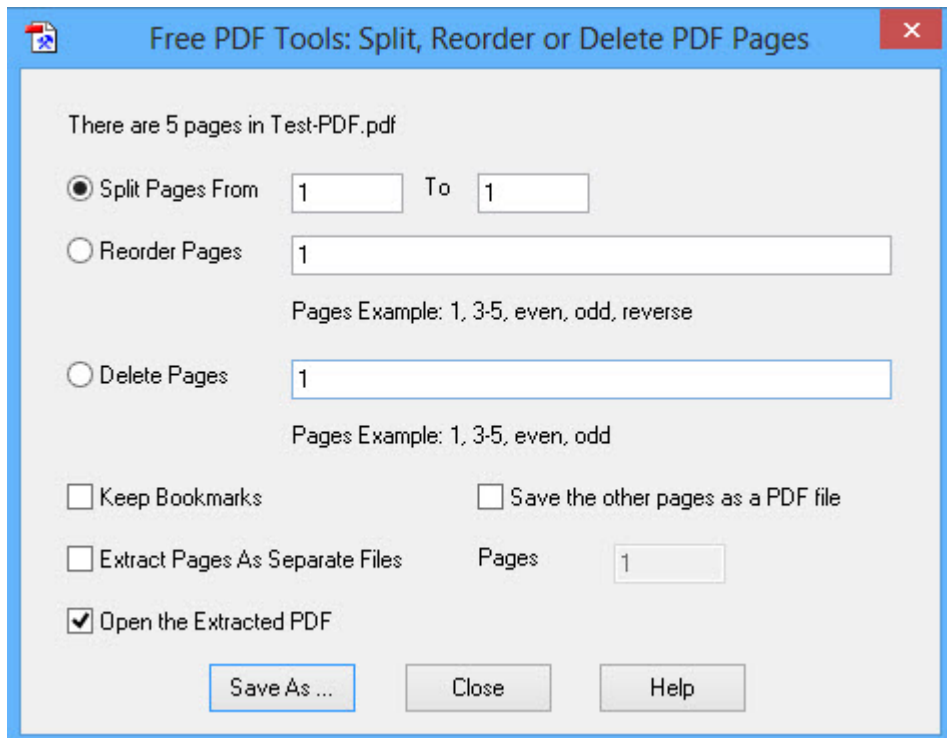 Free PDF Tools: Split, Reorder or Delete PDF Pages
There are 5 pages in Test-PDF.pdf
Split Pages From 1 To 1
Reorder Pages 1
Pages Example: 1, 3-5, even, odd, reverse
Delete Pages 1
Pages Example: 1, 3-5, even, odd
Keep Bookmarks Save the other pages as a PDF file
Extract Pages As Separate Files Pages 1
Open the Extracted PDF
Save As ... Close Help